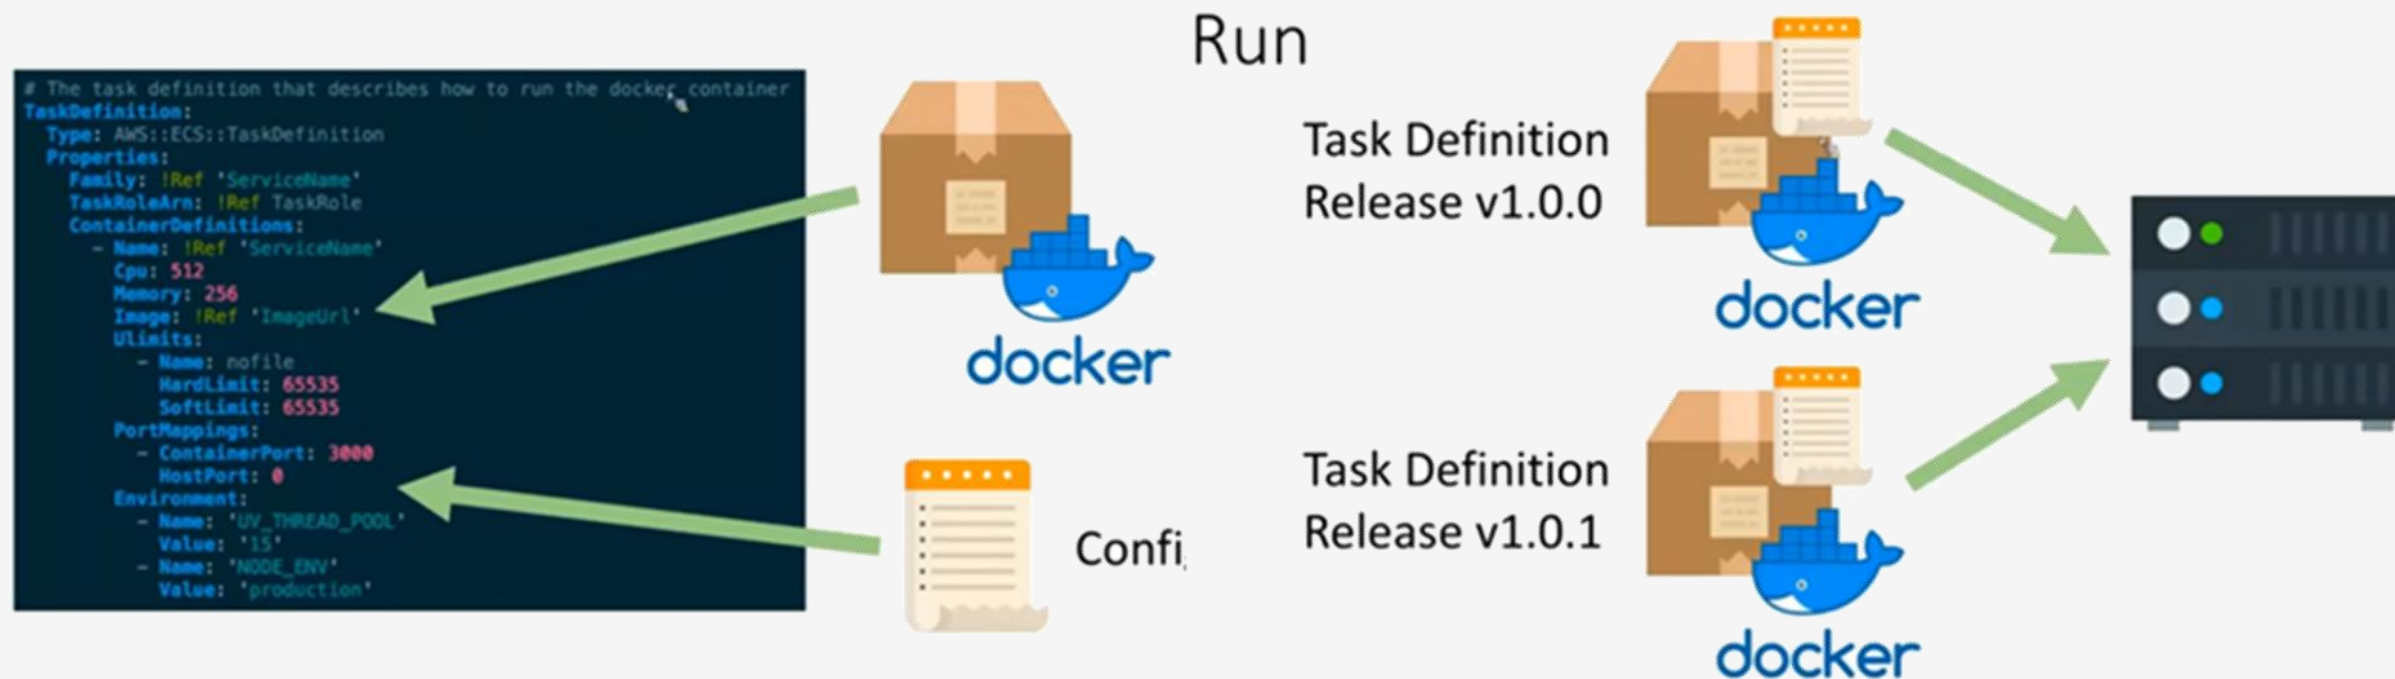 Run
# The task definition that describes how to run the docker container
TaskDefinition:
Type: AWS::ECS::TaskDefinition
Properties:
Family: !Ref 'ServiceName'
TaskRoleArn: !Ref TaskRole
ContainerDefinitions:
- Name: !Ref 'ServiceName'
Cpu: 512
Memory: 256
Image: !Ref 'ImageUrl'
Ulimits:
- Name: nofile
HardLimit: 65535
SoftLimit: 65535
PortMappings:
- ContainerPort: 3000
HostPort: 0
Environment:
- Name: 'UV_THREAD_POOL'
Value: '15'
- Name: 'NODE_ENV'
Value: 'production'
docker
Confi
Task Definition
Release v1.0.0
docker
Task Definition
Release v1.0.1
docker